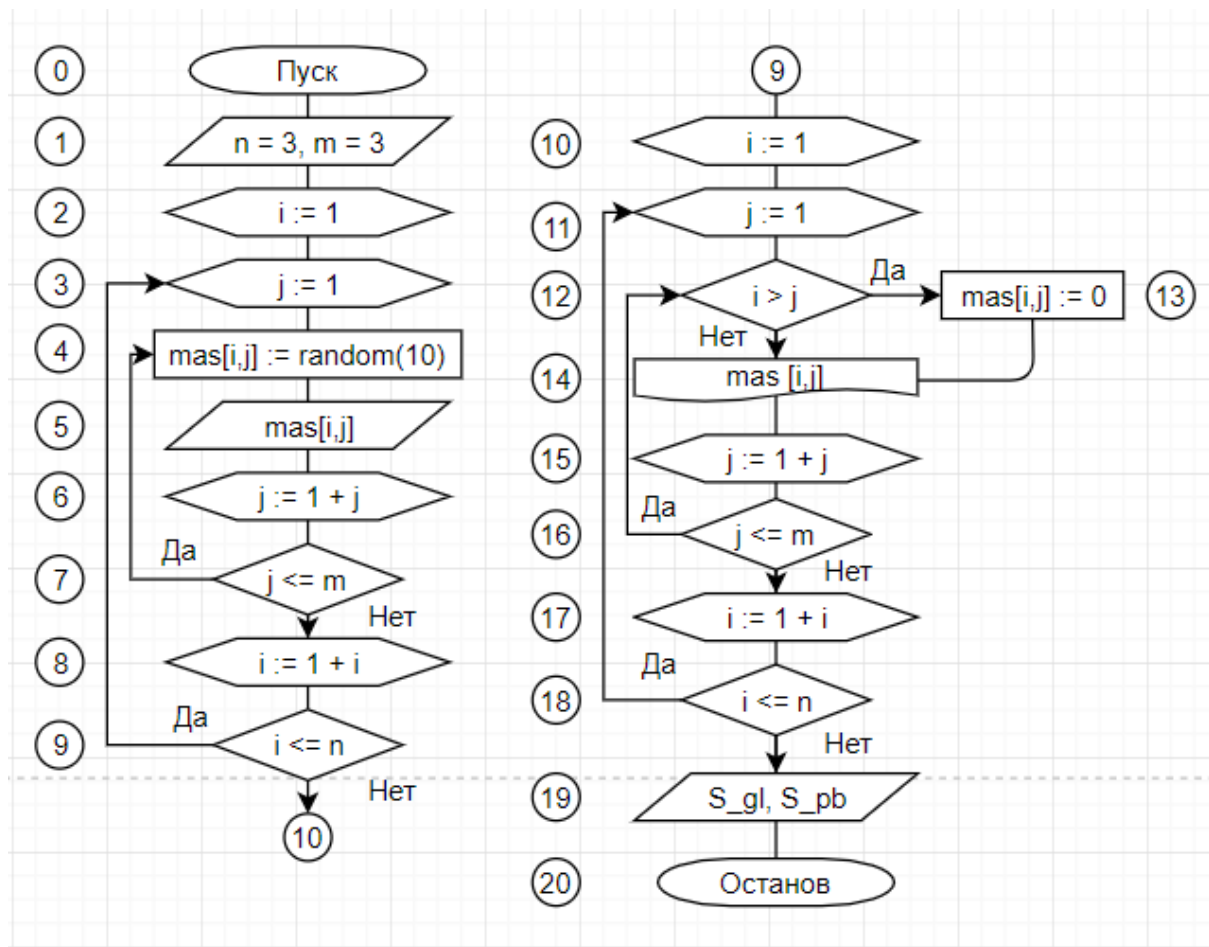 0
Пуск
1
n = 3, m = 3
2
i := 1
3
j := 1
4
mas[i,j] := random(10)
5
mas[i,j]
6
j := 1 + j
Да
7
j <= m
Нет
8
i := 1 + i
Да
9
i <= n
Нет
10
9
10
i := 1
11
j := 1
12
i > j
Да
mas[i,j] := 0
13
Нет
14
mas [i,j]
15
j := 1 + j
Да
16
j <= m
Нет
17
i := 1 + i
Да
18
i <= n
Нет
19
S_gl, S_pb
20
Останов